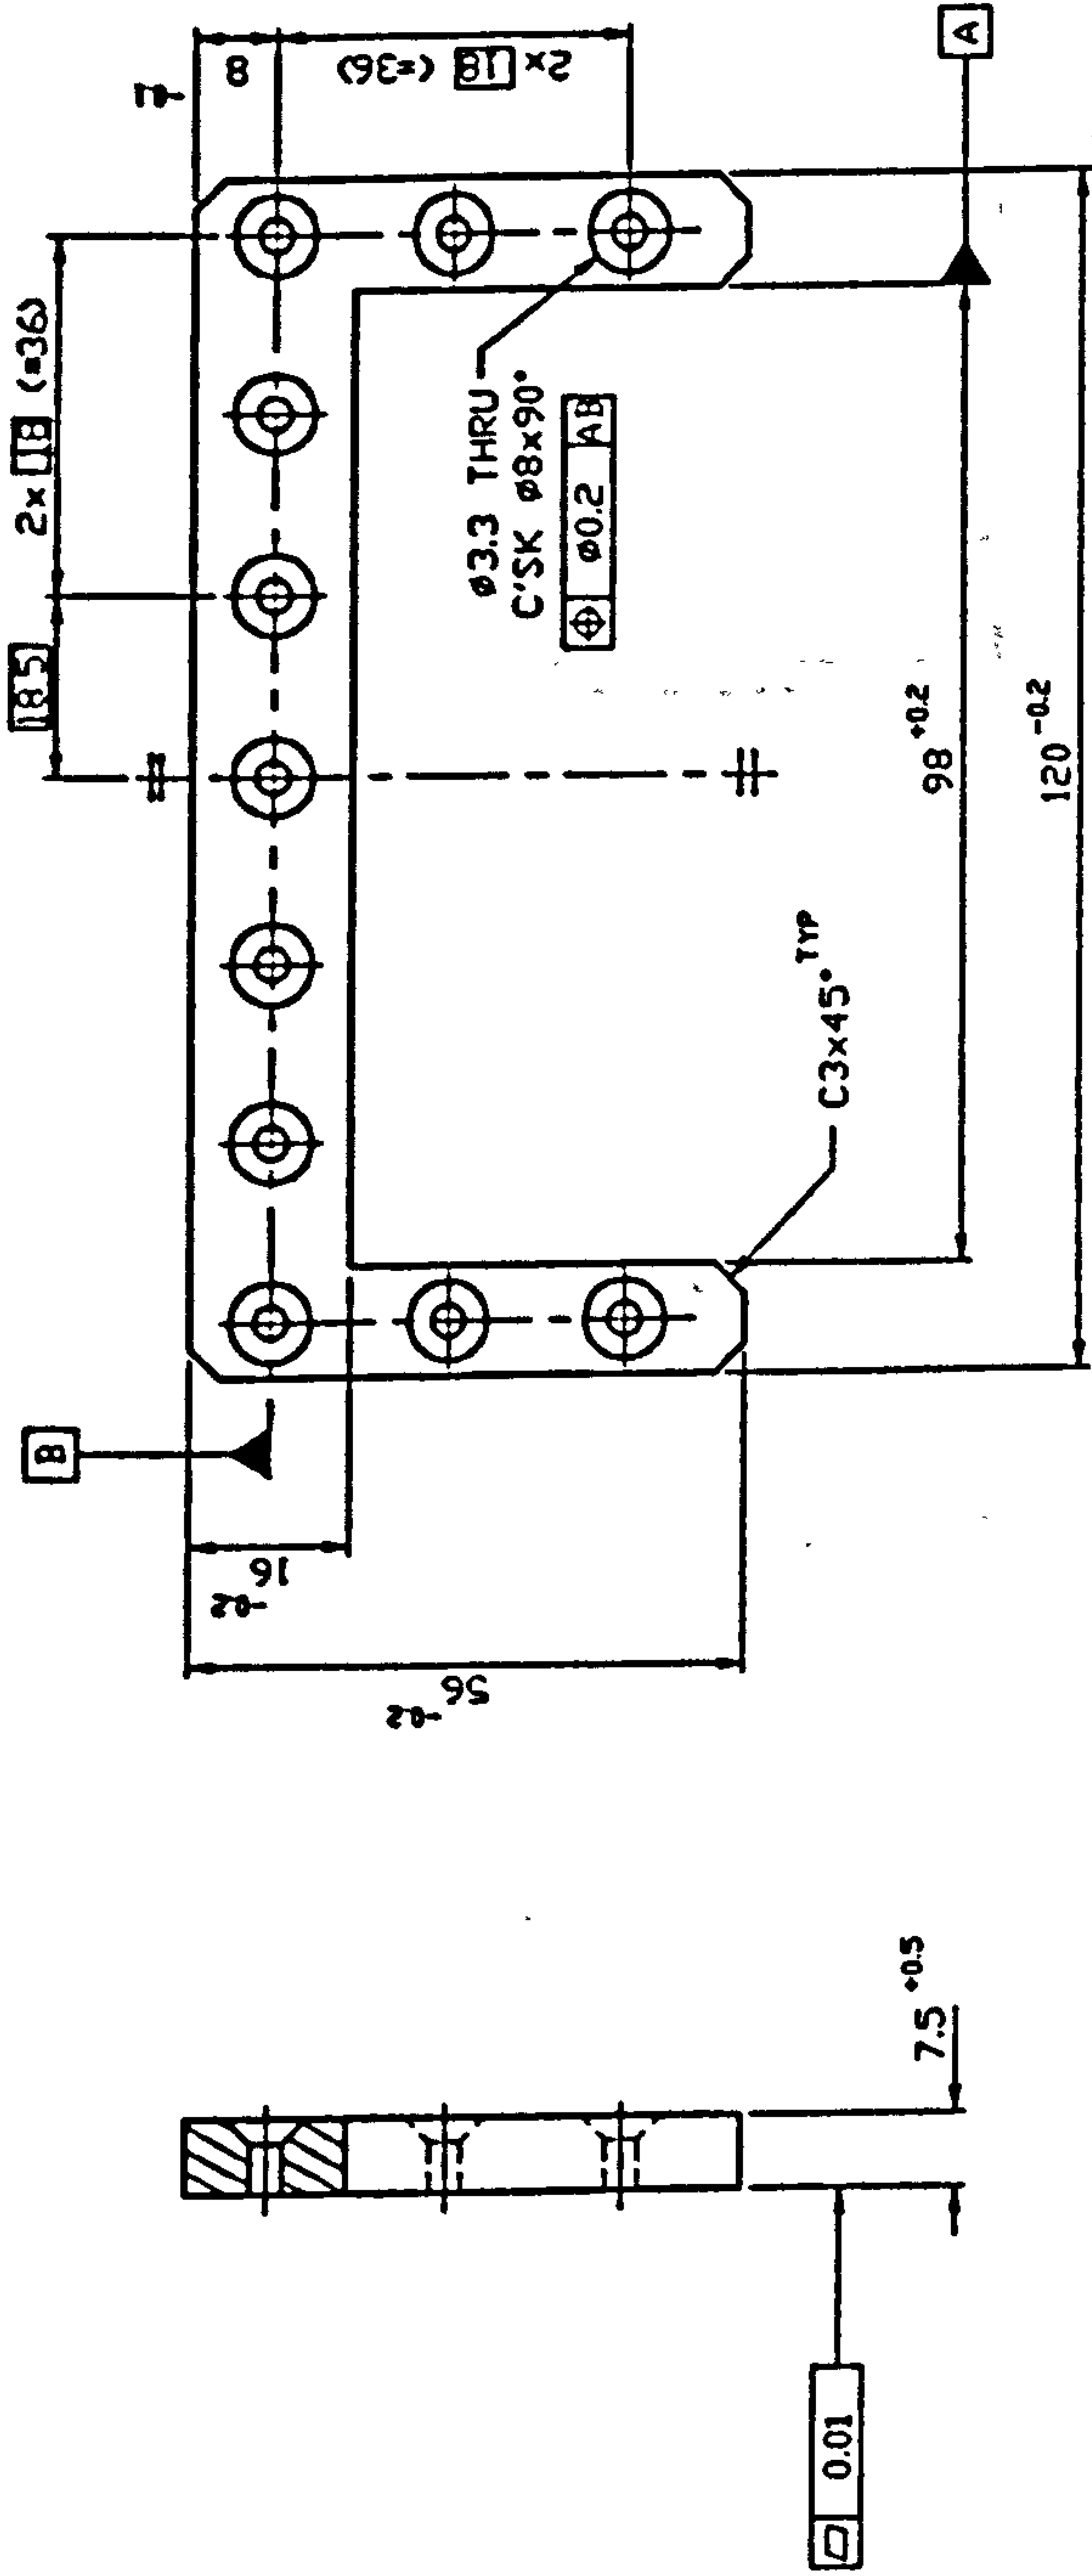 18.5
2x 18 (=36)
8
2x 18 (=36)
B
16 -0.2
56 -0.2
ø3.3 THRU
C'SK ø8x90°
⌖ ø0.2 AB
C3x45° TYP
98 +0.2
A
120 -0.2
7.5 +0.5
⏥ 0.01